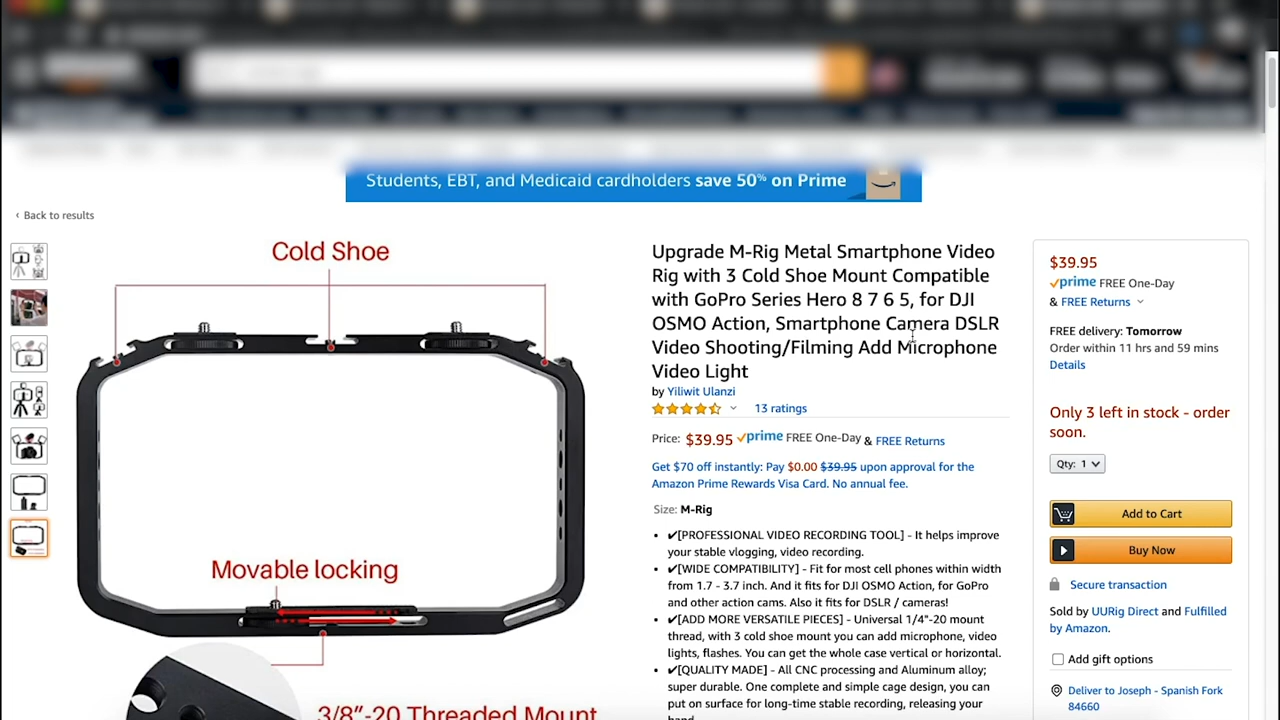 Students, EBT, and Medicaid cardholders save 50% on Prime
‹ Back to results
Cold Shoe
Movable locking
3/8”-20 Threaded Mount
Upgrade M-Rig Metal Smartphone Video
Rig with 3 Cold Shoe Mount Compatible
with GoPro Series Hero 8 7 6 5, for DJI
OSMO Action, Smartphone Camera DSLR
Video Shooting/Filming Add Microphone
Video Light
by Yiliwit Ulanzi
13 ratings
Price: $39.95 prime FREE One-Day & FREE Returns
Get $70 off instantly: Pay $0.00 $39.95 upon approval for the
Amazon Prime Rewards Visa Card. No annual fee.
Size: M-Rig
• ✔[PROFESSIONAL VIDEO RECORDING TOOL] - It helps improve
your stable vlogging, video recording.
• ✔[WIDE COMPATIBILITY] - Fit for most cell phones within width
from 1.7 - 3.7 inch. And it fits for DJI OSMO Action, for GoPro
and other action cams. Also it fits for DSLR / cameras!
• ✔[ADD MORE VERSATILE PIECES] - Universal 1/4"-20 mount
thread, with 3 cold shoe mount you can add microphone, video
lights, flashes. You can get the whole case vertical or horizontal.
• ✔[QUALITY MADE] - All CNC processing and Aluminum alloy;
super durable. One complete and simple cage design, you can
put on surface for long-time stable recording, releasing your
hand.
$39.95
prime FREE One-Day
& FREE Returns
FREE delivery: Tomorrow
Order within 11 hrs and 59 mins
Details
Only 3 left in stock - order
soon.
Qty: 1
Add to Cart
Buy Now
Secure transaction
Sold by UURig Direct and Fulfilled
by Amazon.
Add gift options
Deliver to Joseph - Spanish Fork
84660